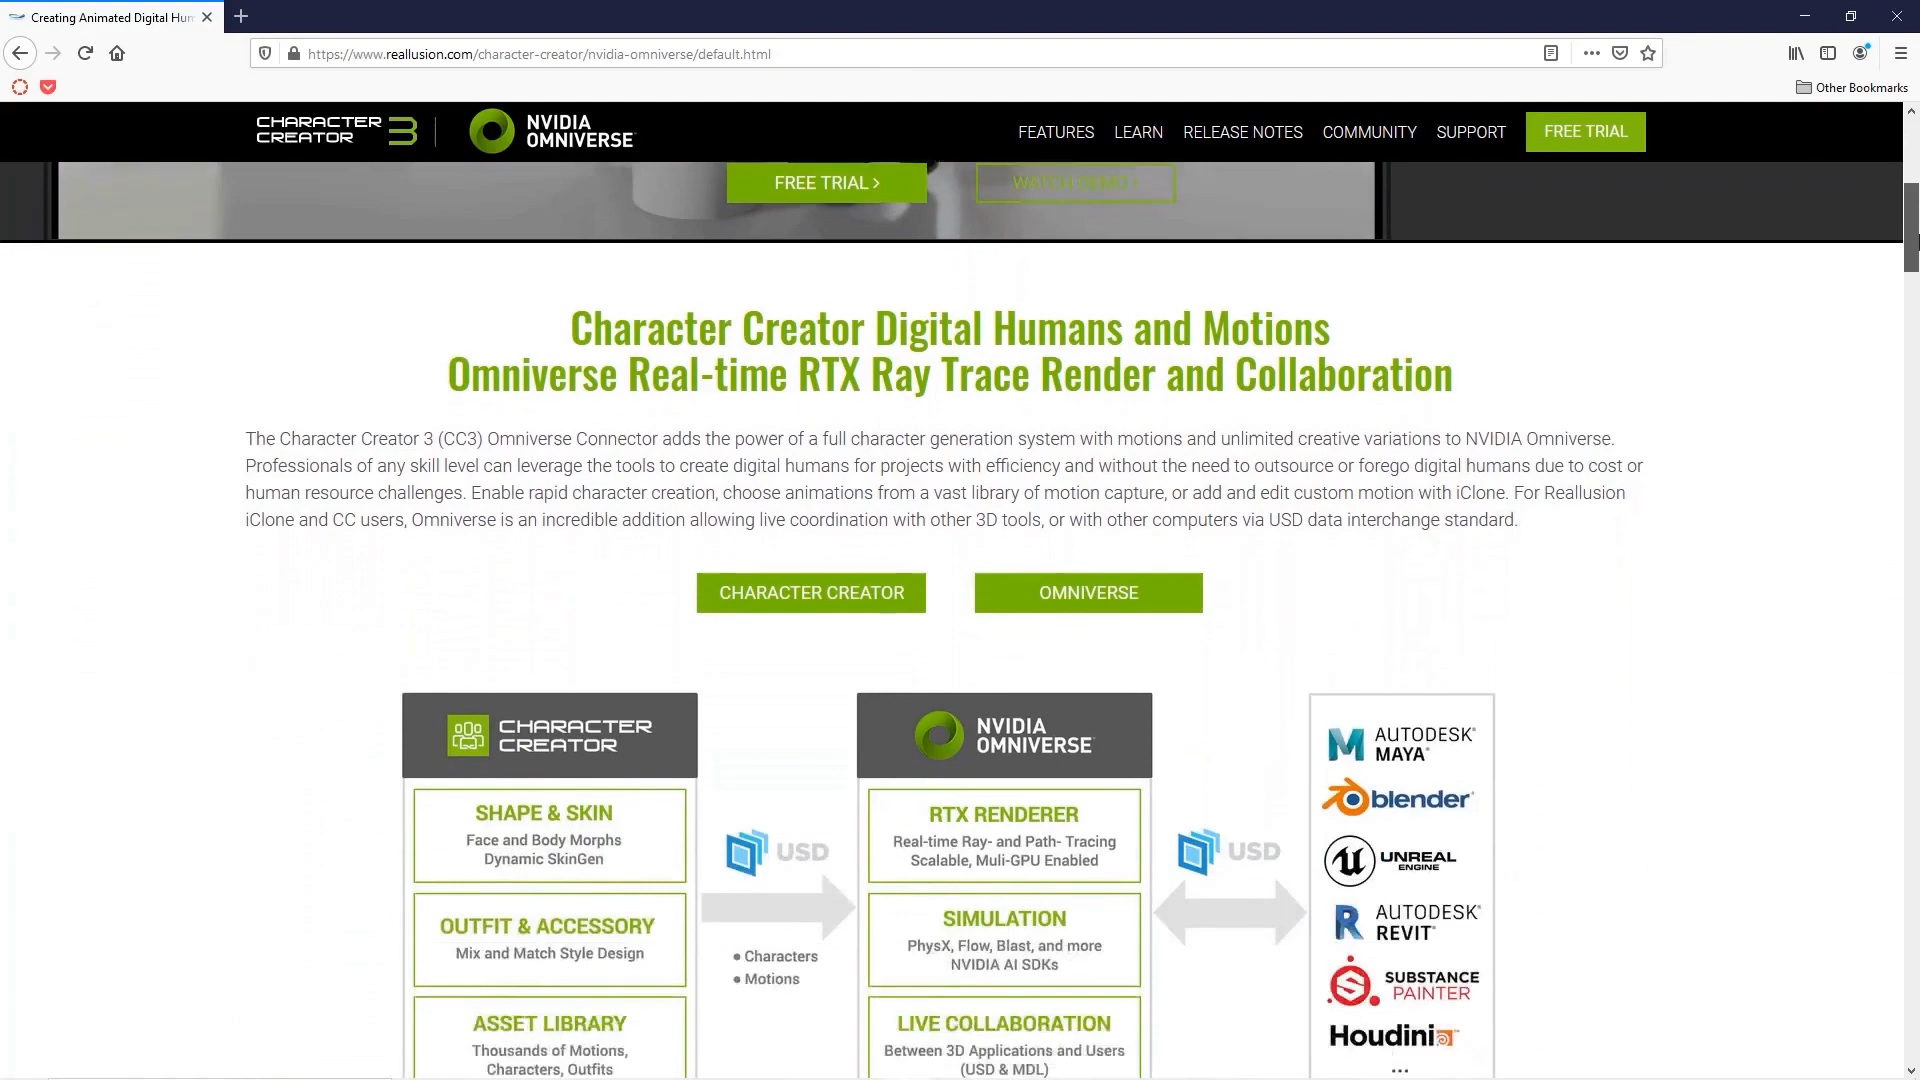 Creating Animated Digital Hum
https://www.reallusion.com/character-creator/nvidia-omniverse/default.html
Other Bookmarks
CHARACTER CREATOR 3
NVIDIA OMNIVERSE
FEATURES LEARN RELEASE NOTES COMMUNITY SUPPORT FREE TRIAL
FREE TRIAL >
WATCH DEMO >
Character Creator Digital Humans and Motions
Omniverse Real-time RTX Ray Trace Render and Collaboration
The Character Creator 3 (CC3) Omniverse Connector adds the power of a full character generation system with motions and unlimited creative variations to NVIDIA Omniverse.
Professionals of any skill level can leverage the tools to create digital humans for projects with efficiency and without the need to outsource or forego digital humans due to cost or
human resource challenges. Enable rapid character creation, choose animations from a vast library of motion capture, or add and edit custom motion with iClone. For Reallusion
iClone and CC users, Omniverse is an incredible addition allowing live coordination with other 3D tools, or with other computers via USD data interchange standard.
CHARACTER CREATOR
OMNIVERSE
CHARACTER
CREATOR
SHAPE & SKIN
Face and Body Morphs
Dynamic SkinGen
OUTFIT & ACCESSORY
Mix and Match Style Design
ASSET LIBRARY
Thousands of Motions,
Characters, Outfits
USD
• Characters
• Motions
NVIDIA
OMNIVERSE
RTX RENDERER
Real-time Ray- and Path- Tracing
Scalable, Muli-GPU Enabled
SIMULATION
PhysX, Flow, Blast, and more
NVIDIA AI SDKs
LIVE COLLABORATION
Between 3D Applications and Users
(USD & MDL)
USD
AUTODESK®
MAYA®
blender®
UNREAL
ENGINE
AUTODESK®
REVIT®
SUBSTANCE
PAINTER
Houdini
...